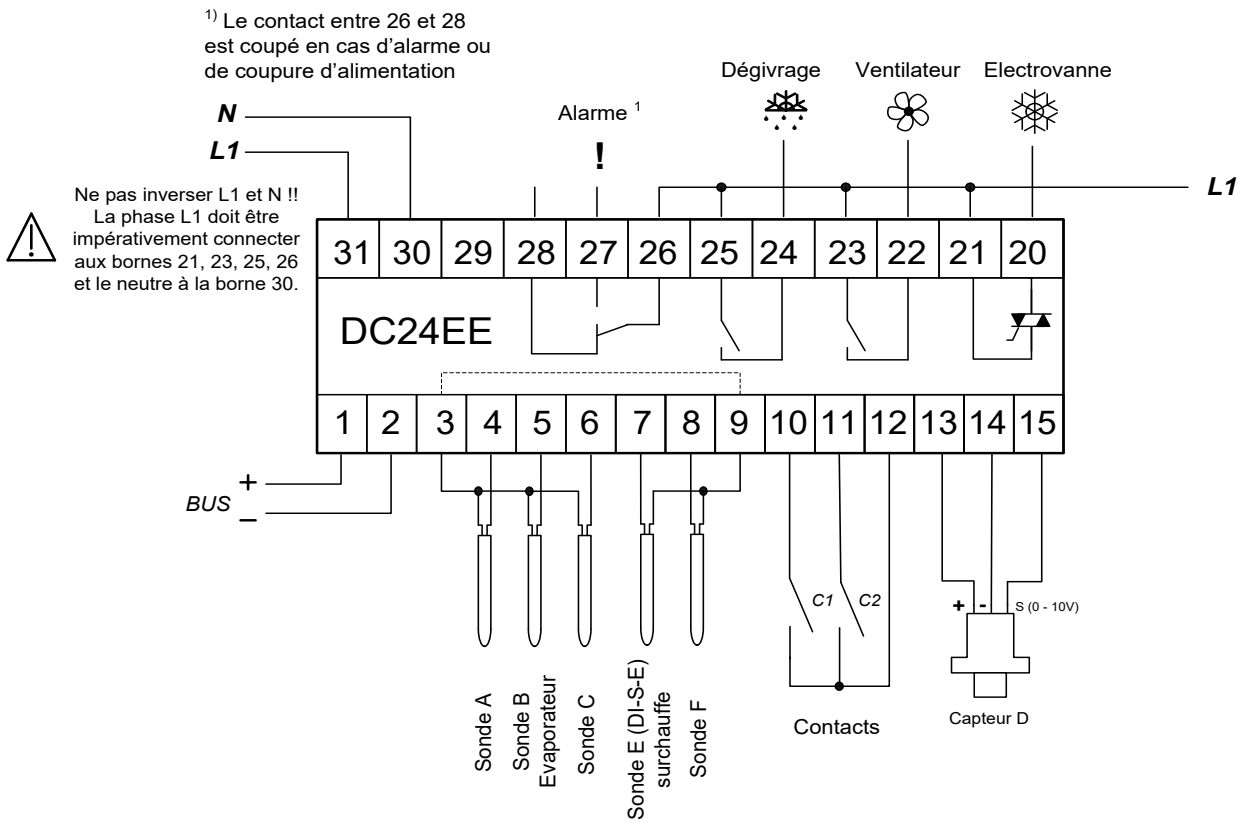 1) Le contact entre 26 et 28
est coupé en cas d'alarme ou
de coupure d'alimentation
N
L1
Ne pas inverser L1 et N !!
La phase L1 doit être
impérativement connecter
aux bornes 21, 23, 25, 26
et le neutre à la borne 30.
Alarme 1
!
Dégivrage
Ventilateur
Electrovanne
L1
31 30 29 28 27 26 25 24 23 22 21 20
DC24EE
1 2 3 4 5 6 7 8 9 10 11 12 13 14 15
BUS
+
–
C1
C2
+ - S (0 - 10V)
Sonde A
Sonde B
Evaporateur
Sonde C
Sonde E (DI-S-E)
surchauffe
Sonde F
Contacts
Capteur D